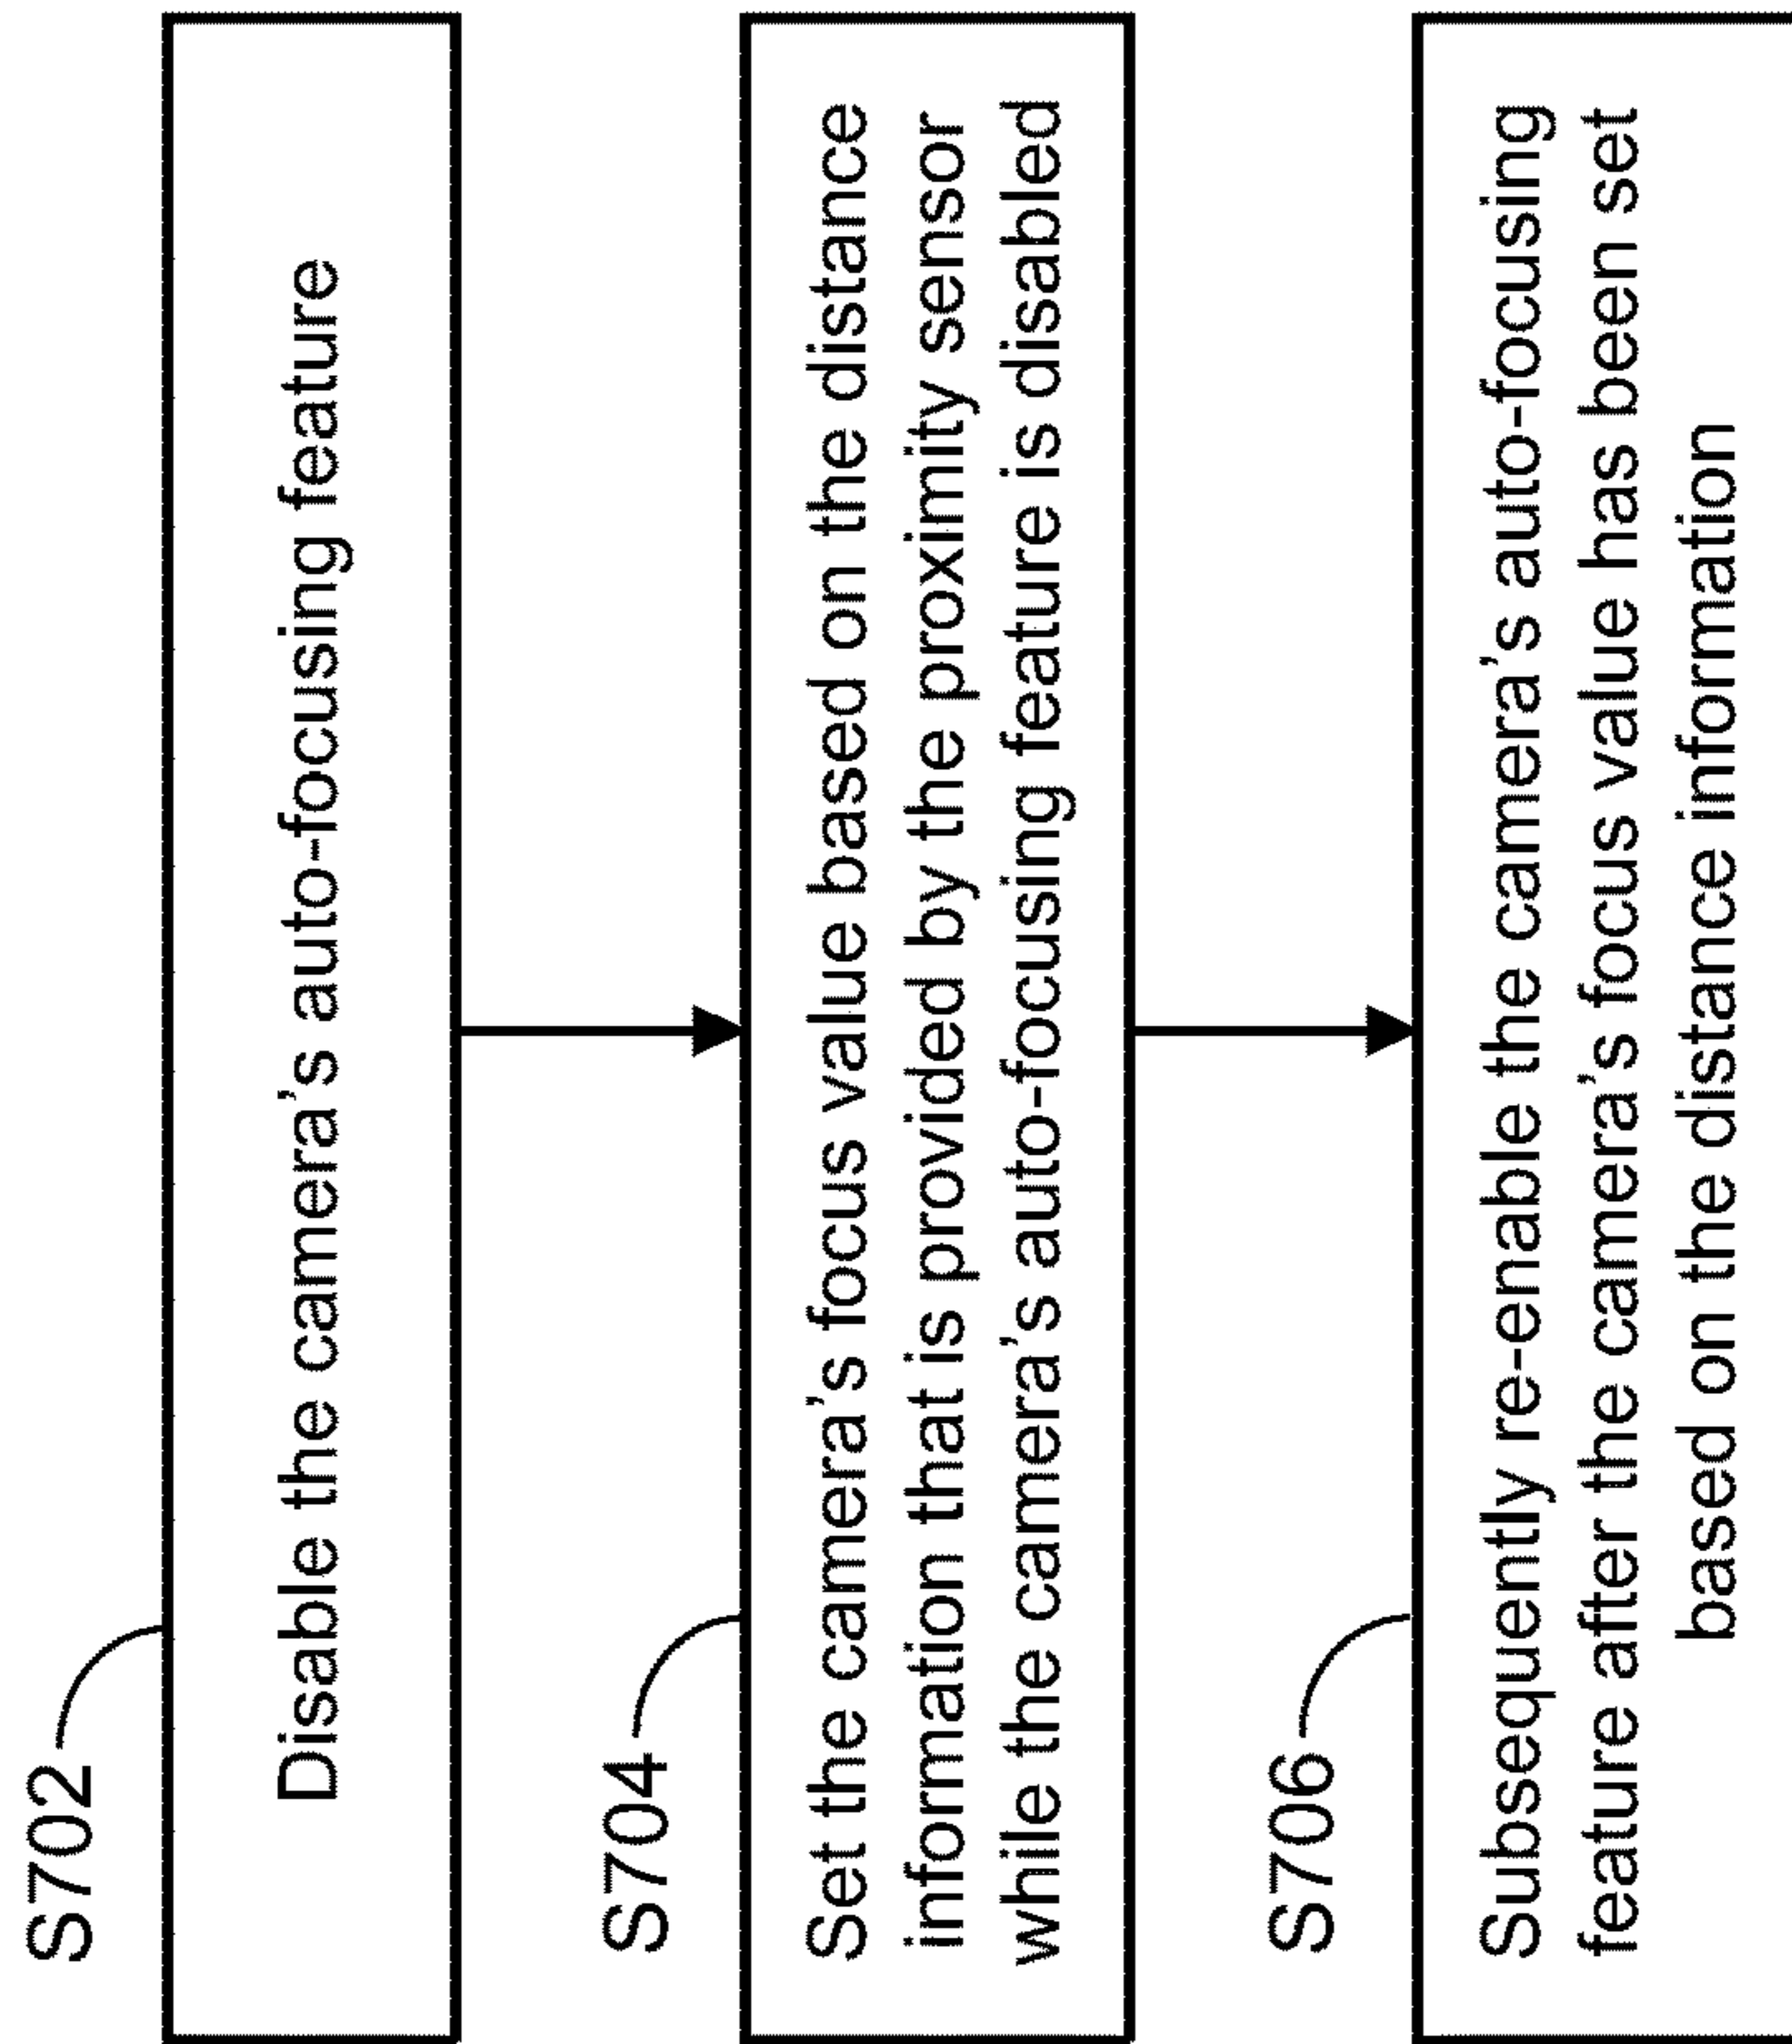 S702
Disable the camera's auto-focusing feature
S704
Set the camera's focus value based on the distance
information that is provided by the proximity sensor
while the camera's auto-focusing feature is disabled
S706
Subsequently re-enable the camera's auto-focusing
feature after the camera's focus value has been set
based on the distance information